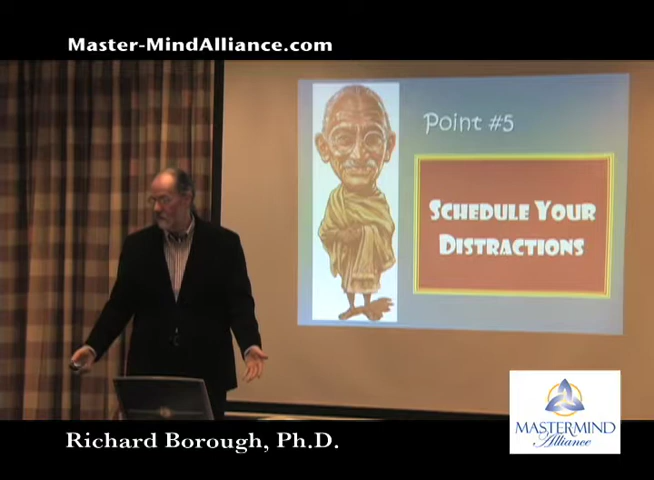 Master-MindAlliance.com
Point #5
SCHEDULE YOUR
DISTRACTIONS
Richard Borough, Ph.D.
MASTERMIND
Alliance